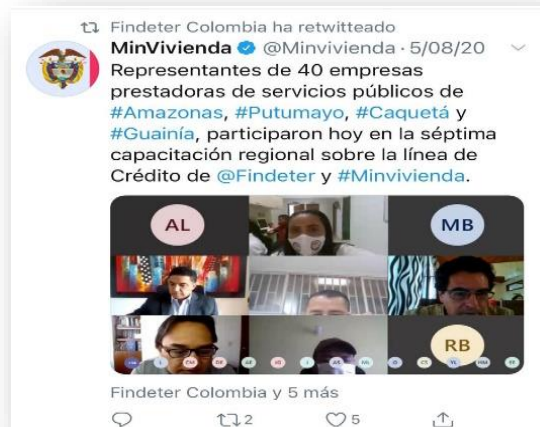 Findeter Colombia ha retwitteado
MinVivienda @Minvivienda · 5/08/20
Representantes de 40 empresas
prestadoras de servicios públicos de
#Amazonas, #Putumayo, #Caquetá y
#Guainía, participaron hoy en la séptima
capacitación regional sobre la línea de
Crédito de @Findeter y #Minvivienda.
AL
MB
RB
Findeter Colombia y 5 más
2
5